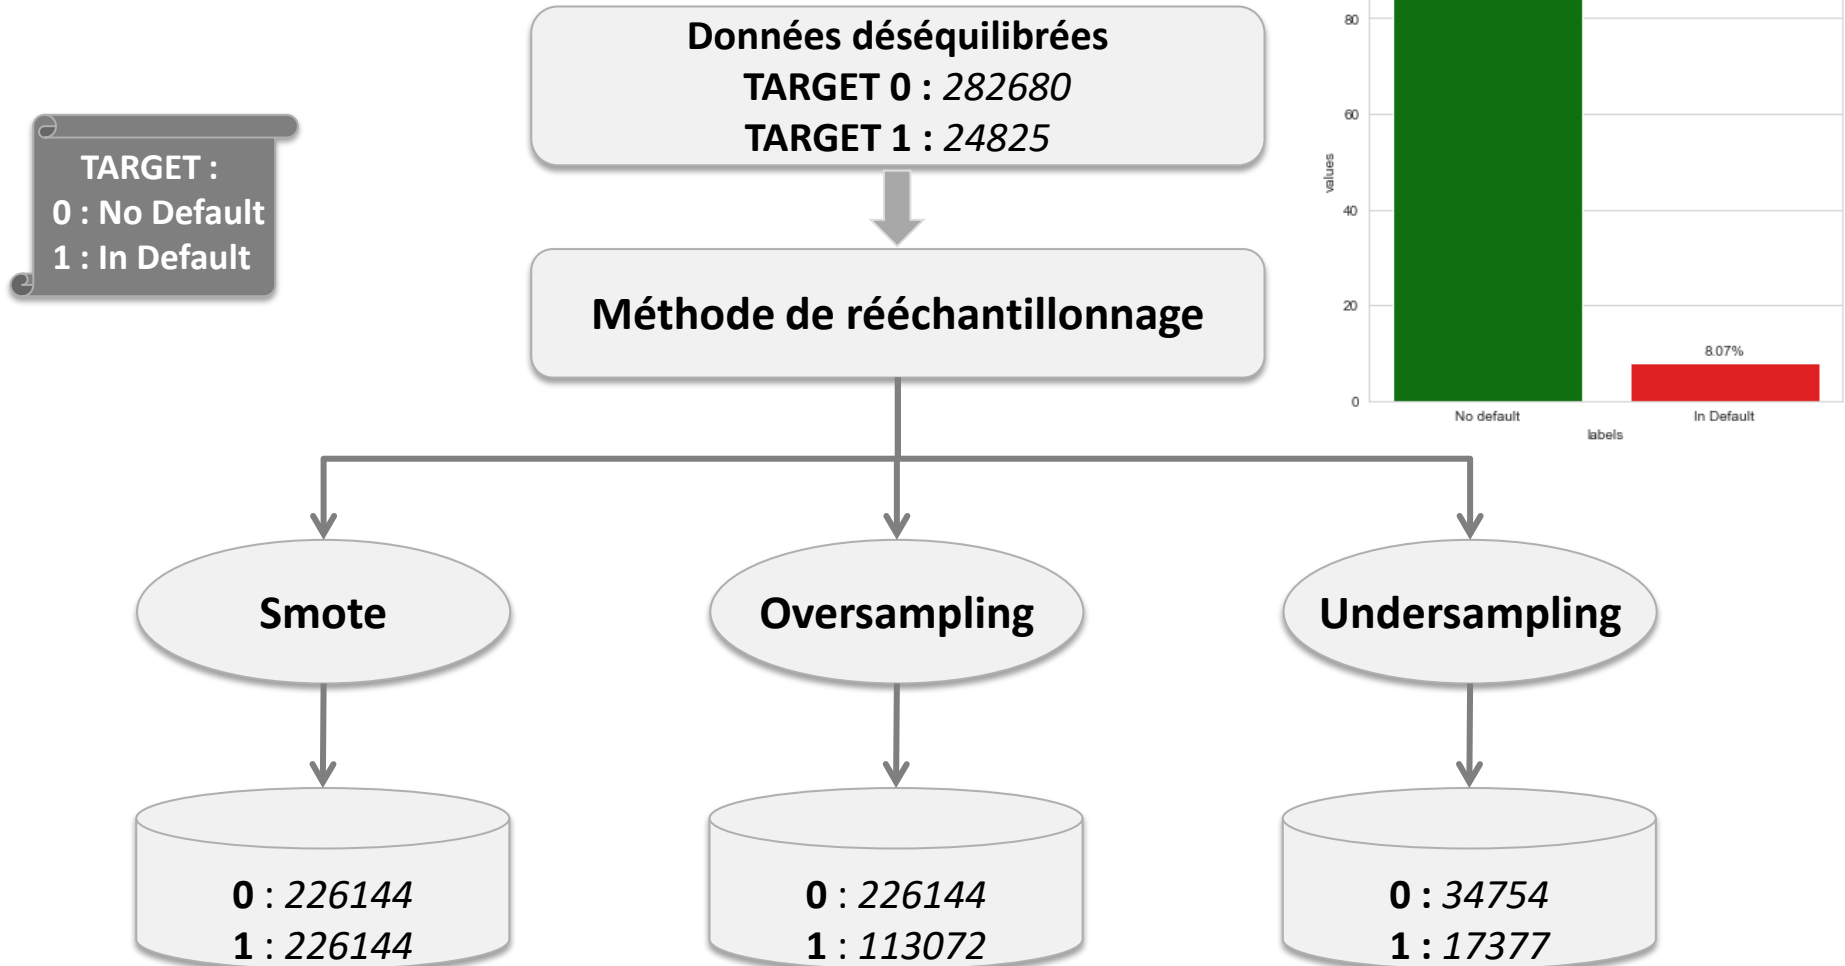 Données déséquilibrées
TARGET 0 : 282680
TARGET 1 : 24825
TARGET :
0 : No Default
1 : In Default
Méthode de rééchantillonnage
80
60
40
20
0
values
8.07%
No default
In Default
labels
Smote
Oversampling
Undersampling
0 : 226144
1 : 226144
0 : 226144
1 : 113072
0 : 34754
1 : 17377